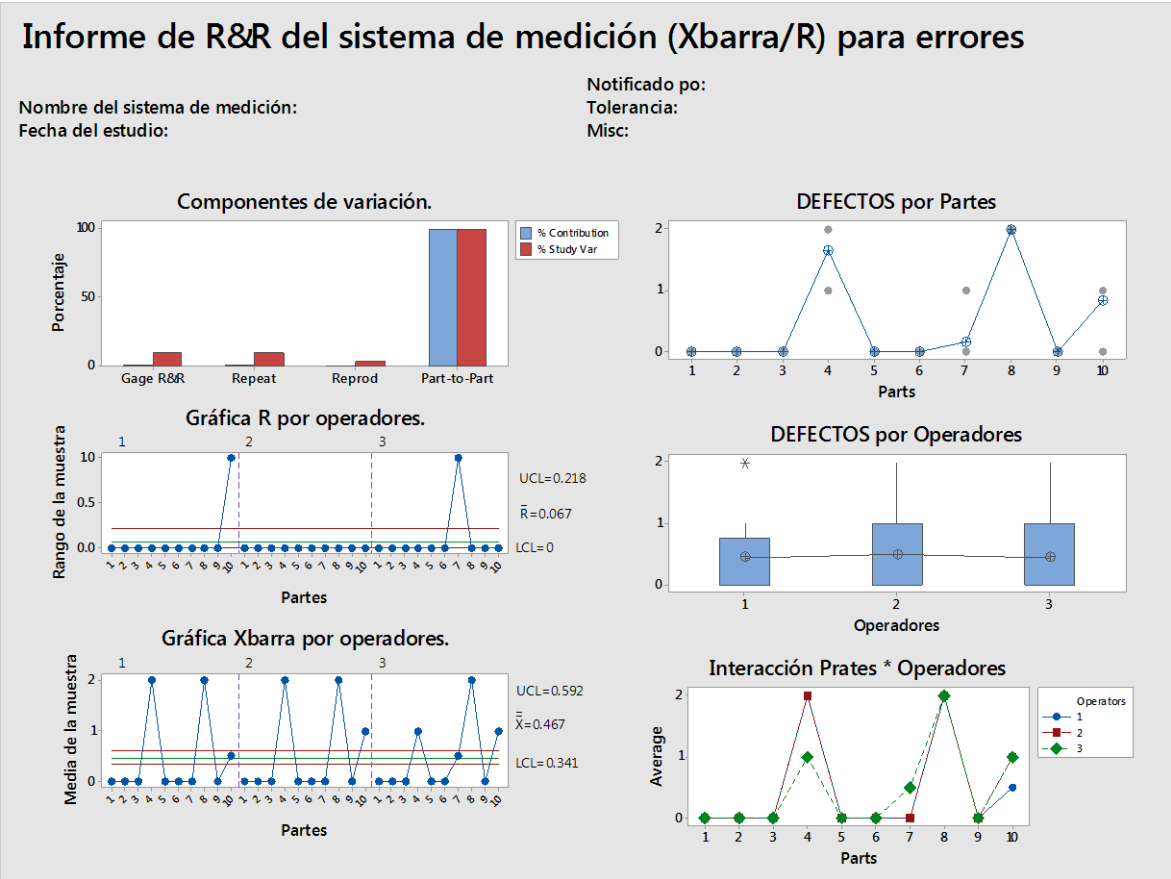 Informe de R&R del sistema de medición (Xbarra/R) para errores
Nombre del sistema de medición:
Fecha del estudio:
Notificado po:
Tolerancia:
Misc:
Componentes de variación.
Porcentaje
100
50
0
Gage R&R Repeat Reprod Part-to-Part
% Contribution
% Study Var
Gráfica R por operadores.
Rango de la muestra
1 2 3
10
0.5
0.0
UCL=0.218
R̄=0.067
LCL=0
1 2 3 4 5 6 7 8 9 10 1 2 3 4 5 6 7 8 9 10 1 2 3 4 5 6 7 8 9 10
Partes
Gráfica Xbarra por operadores.
Media de la muestra
1 2 3
2
1
0
UCL=0.592
X̿=0.467
LCL=0.341
1 2 3 4 5 6 7 8 9 10 1 2 3 4 5 6 7 8 9 10 1 2 3 4 5 6 7 8 9 10
Partes
DEFECTOS por Partes
2
1
0
1 2 3 4 5 6 7 8 9 10
Parts
DEFECTOS por Operadores
2
1
0
1 2 3
Operadores
Interacción Prates * Operadores
Average
2
1
0
1 2 3 4 5 6 7 8 9 10
Parts
Operators
1
2
3